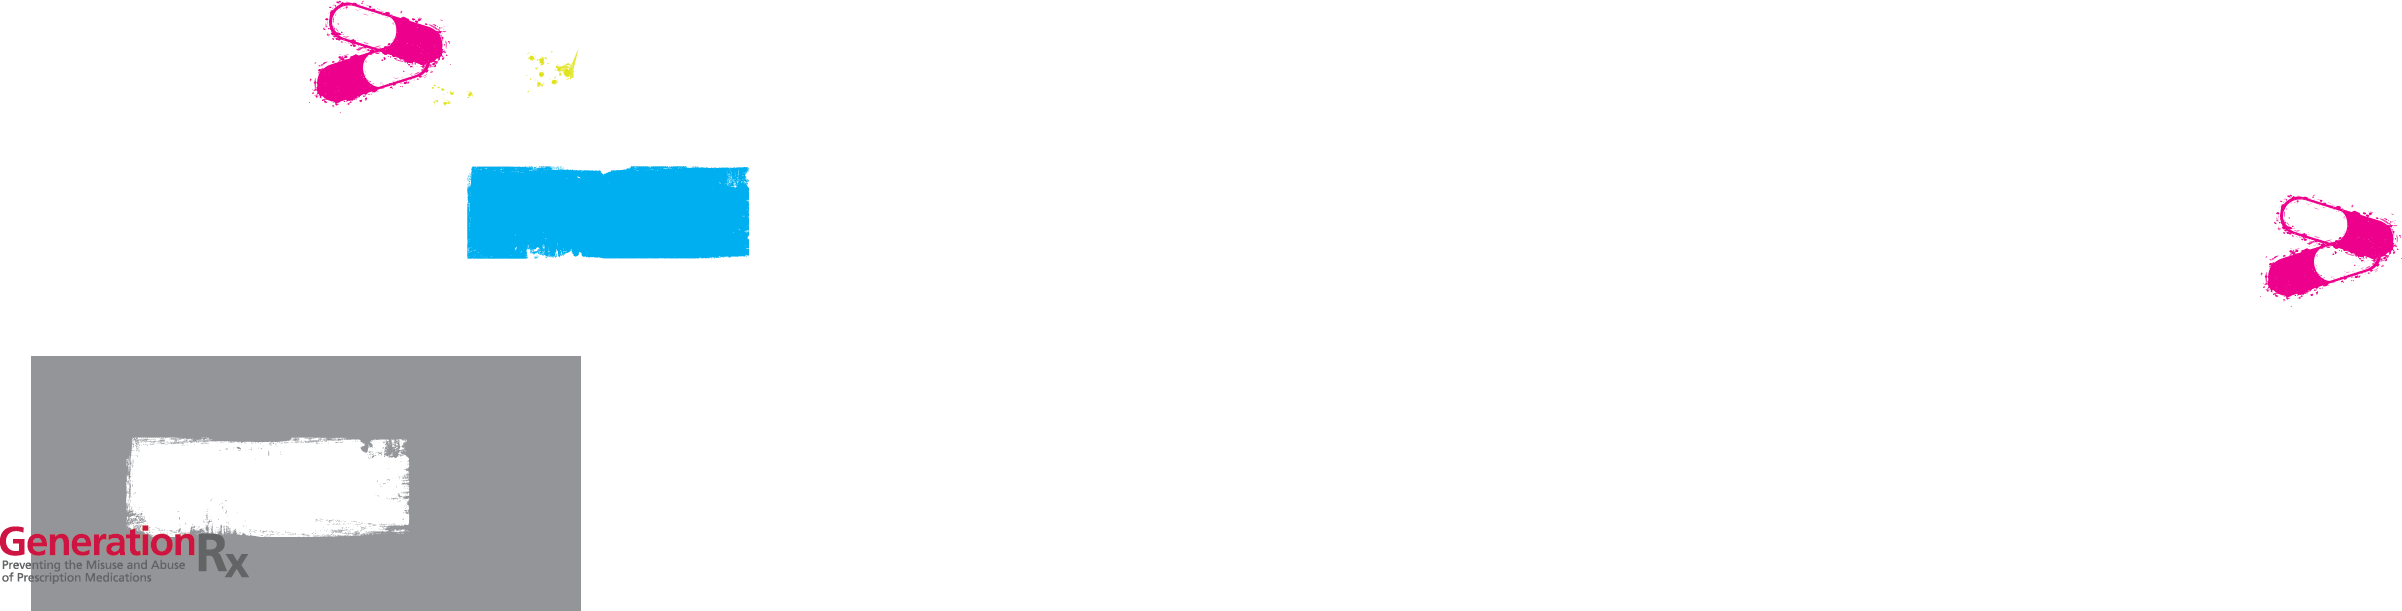 GenerationRx
Preventing the Misuse and Abuse
of Prescription Medications